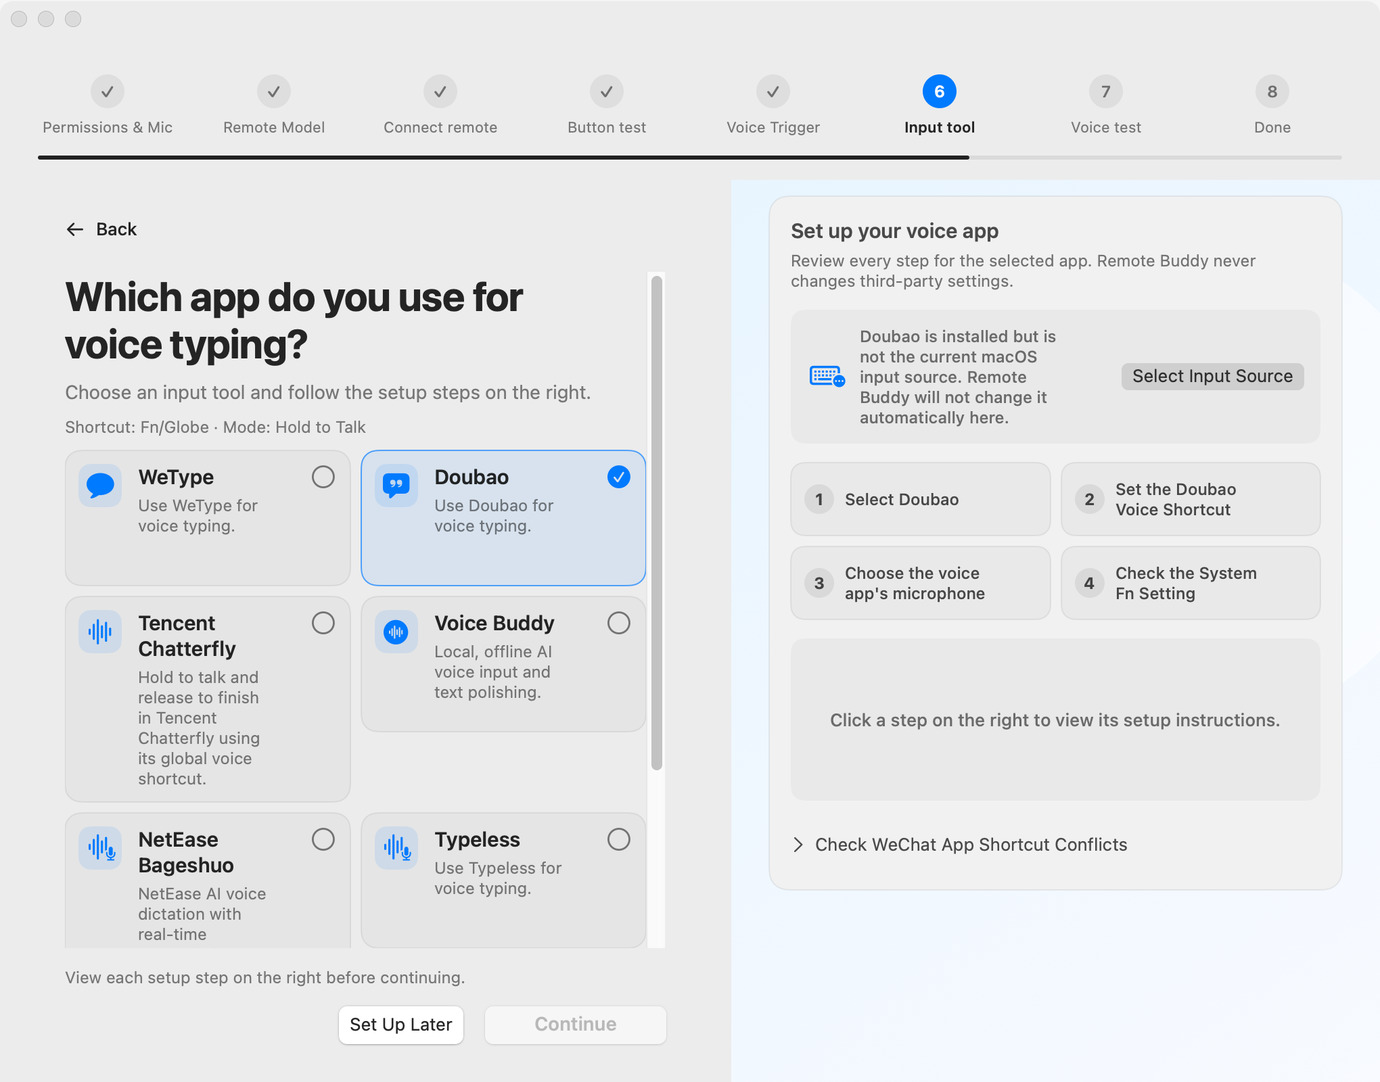 Permissions & Mic
Remote Model
Connect remote
Button test
Voice Trigger
6
Input tool
7
Voice test
8
Done
Back
Which app do you use for
voice typing?
Choose an input tool and follow the setup steps on the right.
Shortcut: Fn/Globe · Mode: Hold to Talk
WeType
Use WeType for
voice typing.
Doubao
Use Doubao for
voice typing.
Tencent
Chatterfly
Hold to talk and
release to finish
in Tencent
Chatterfly using
its global voice
shortcut.
Voice Buddy
Local, offline AI
voice input and
text polishing.
NetEase
Bageshuo
NetEase AI voice
dictation with
real-time
Typeless
Use Typeless for
voice typing.
View each setup step on the right before continuing.
Set Up Later
Continue
Set up your voice app
Review every step for the selected app. Remote Buddy never
changes third-party settings.
Doubao is installed but is
not the current macOS
input source. Remote
Buddy will not change it
automatically here.
Select Input Source
1
Select Doubao
2
Set the Doubao
Voice Shortcut
3
Choose the voice
app's microphone
4
Check the System
Fn Setting
Click a step on the right to view its setup instructions.
Check WeChat App Shortcut Conflicts